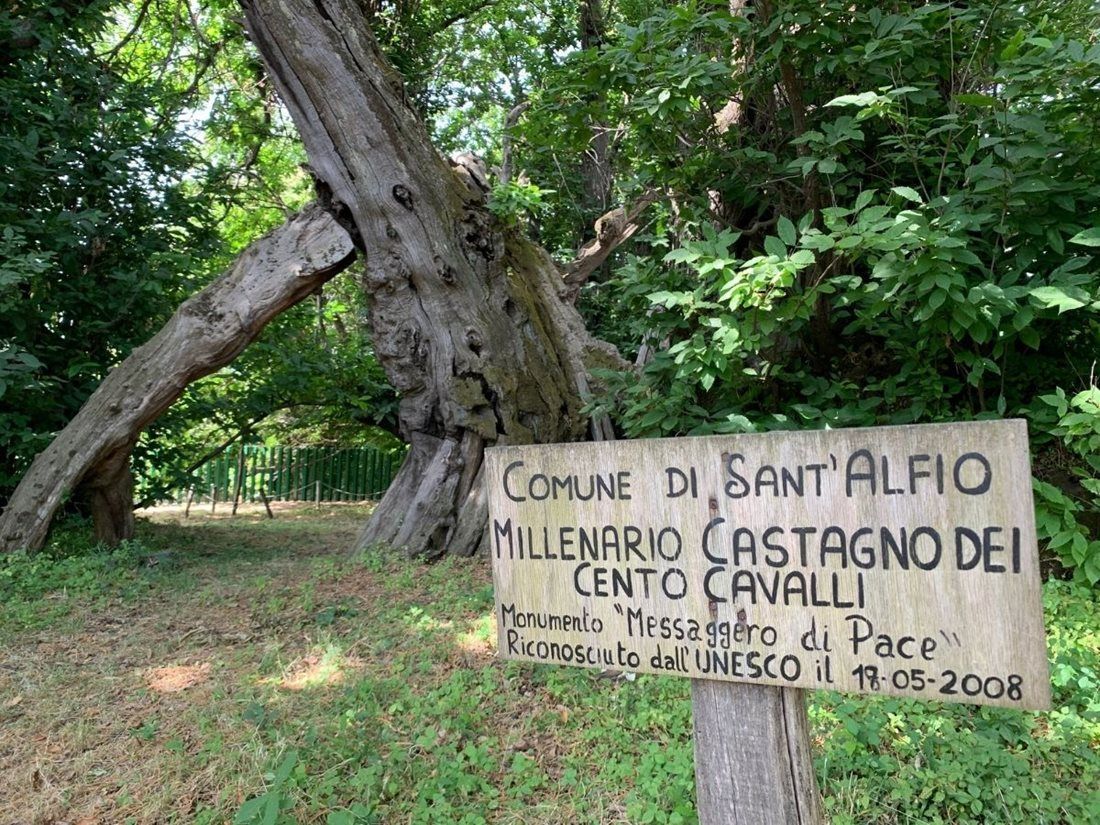 COMUNE DI SANT'ALFIO
MILLENARIO CASTAGNO DEI
CENTO CAVALLI
Monumento "Messaggero di Pace"
Riconosciuto dall'UNESCO il 18-05-2008